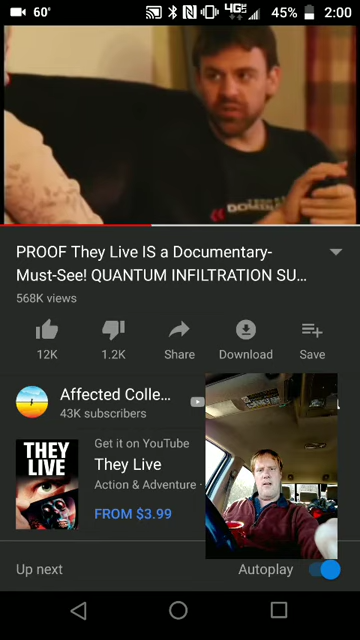 60°
4G
45%
2:00
PROOF They Live IS a Documentary-
Must-See! QUANTUM INFILTRATION SU...
568K views
12K
1.2K
Share
Download
Save
Affected Colle...
43K subscribers
Get it on YouTube
THEY
LIVE
They Live
Action & Adventure ·
FROM $3.99
Up next
Autoplay